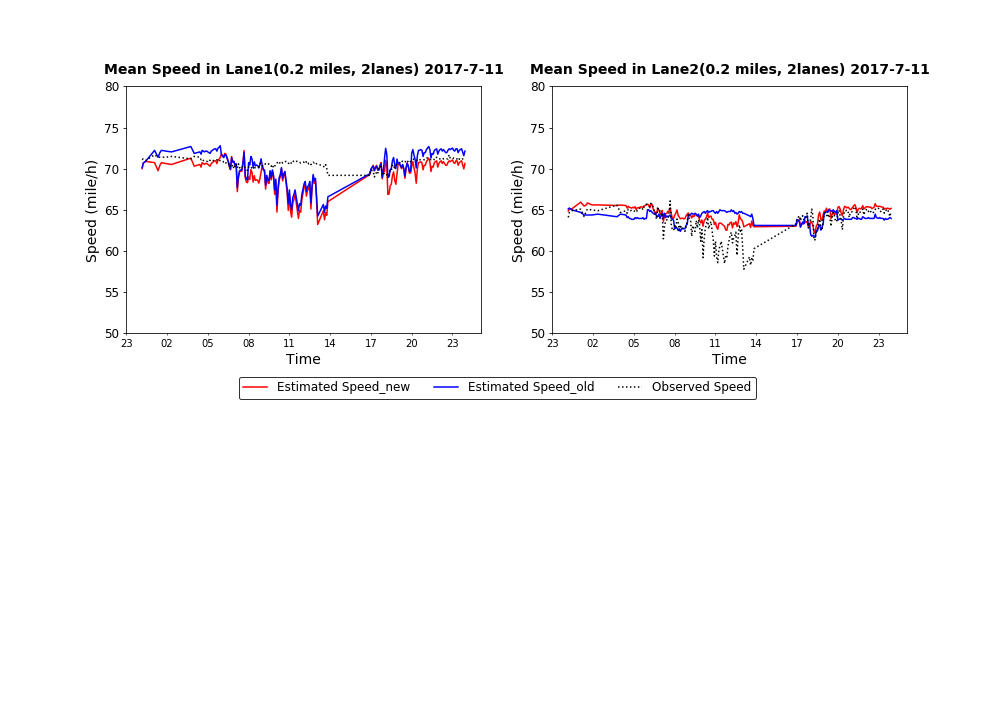 Mean Speed in Lane1(0.2 miles, 2lanes) 2017-7-11
80
75
70
65
60
55
50
Speed (mile/h)
23 02 05 08 11 14 17 20 23
Time
Mean Speed in Lane2(0.2 miles, 2lanes) 2017-7-11
80
75
70
65
60
55
50
Speed (mile/h)
23 02 05 08 11 14 17 20 23
Time
Estimated Speed_new Estimated Speed_old Observed Speed